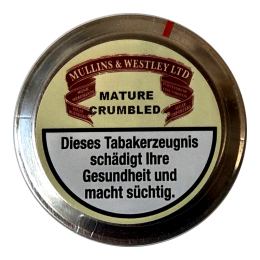 MULLINS & WESTLEY LTD
MATURE
CRUMBLED
Dieses Tabakerzeugnis
schädigt Ihre
Gesundheit und
macht süchtig.